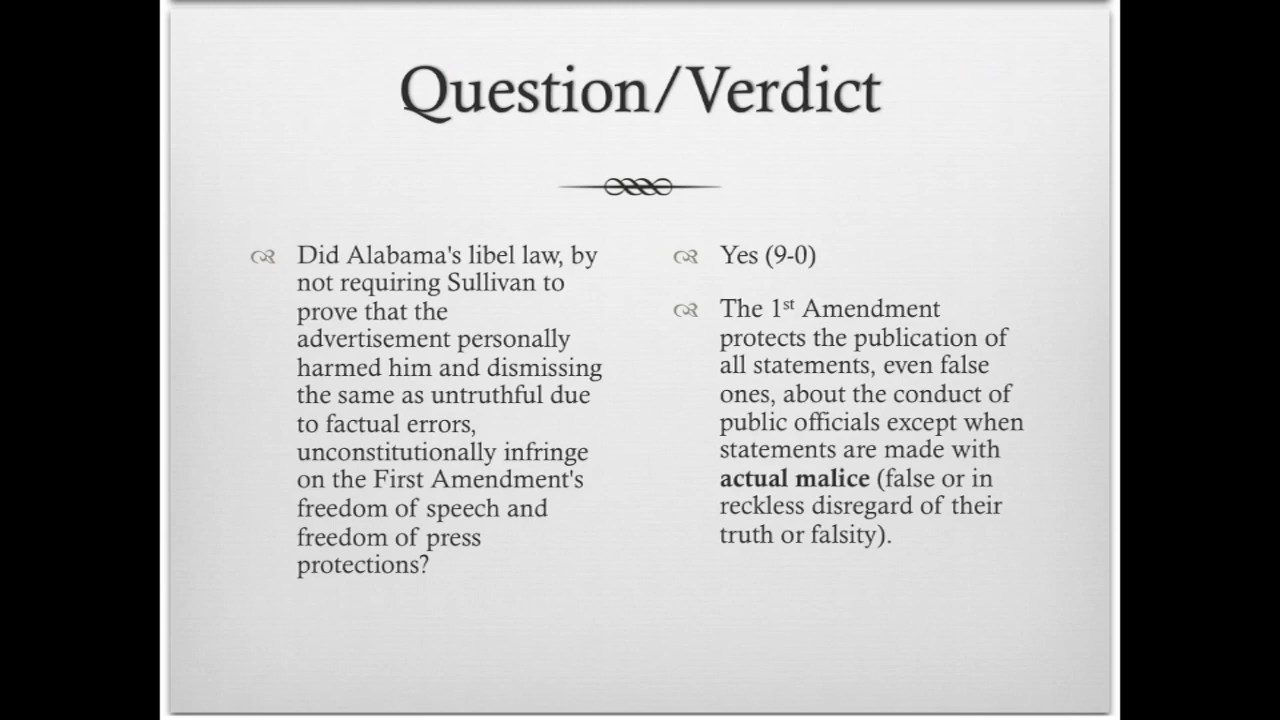 Question/Verdict
Did Alabama's libel law, by
not requiring Sullivan to
prove that the
advertisement personally
harmed him and dismissing
the same as untruthful due
to factual errors,
unconstitutionally infringe
on the First Amendment's
freedom of speech and
freedom of press
protections?
Yes (9-0)
The 1st Amendment
protects the publication of
all statements, even false
ones, about the conduct of
public officials except when
statements are made with
actual malice (false or in
reckless disregard of their
truth or falsity).